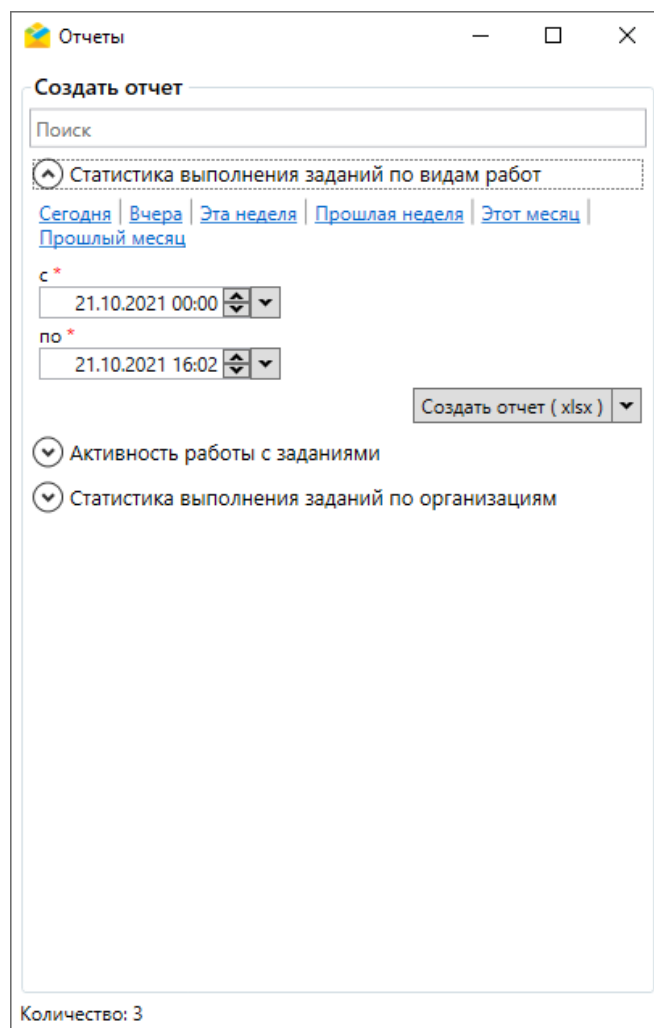 Отчеты
Создать отчет
Поиск
Статистика выполнения заданий по видам работ
Сегодня | Вчера | Эта неделя | Прошлая неделя | Этот месяц |
Прошлый месяц
с *
21.10.2021 00:00
по *
21.10.2021 16:02
Создать отчет ( xlsx )
Активность работы с заданиями
Статистика выполнения заданий по организациям
Количество: 3